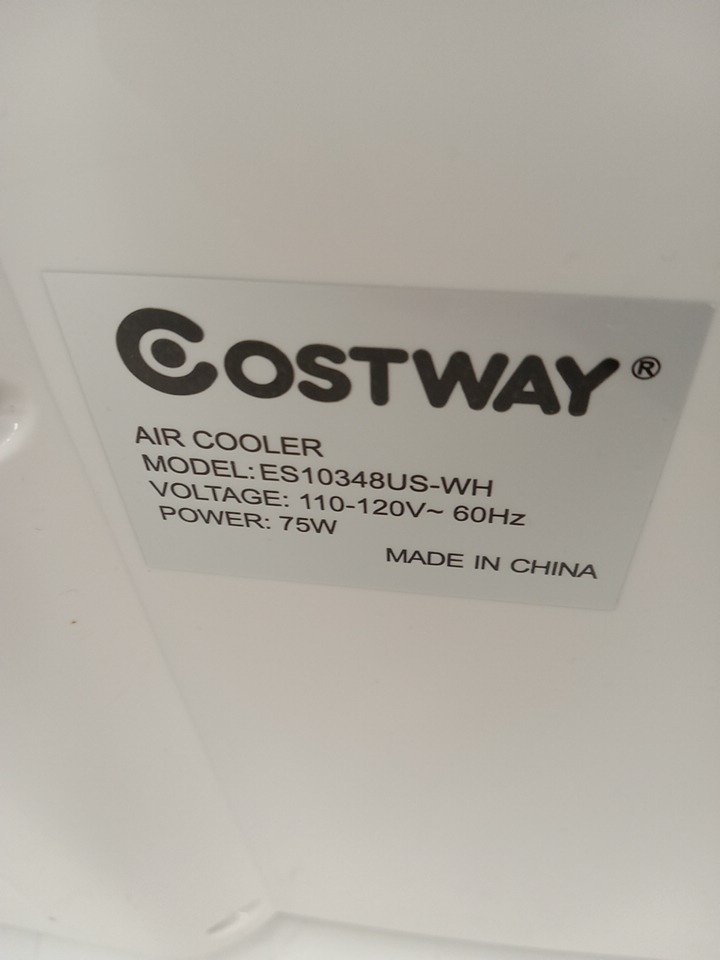 COSTWAY®
AIR COOLER
MODEL: ES10348US-WH
VOLTAGE: 110-120V~ 60Hz
POWER: 75W
MADE IN CHINA